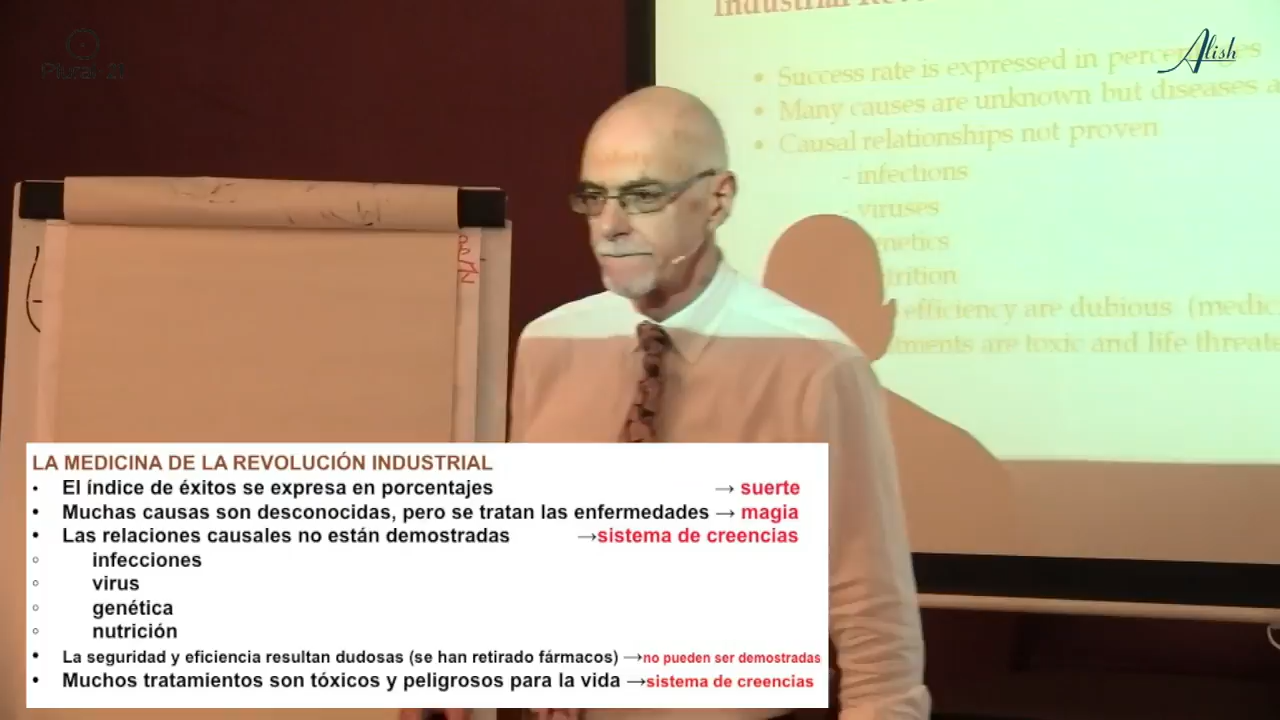 Plural-21
Alish
Industrial
• Success rate is expressed in percentages
• Many causes are unknown but diseases
• Causal relationships not proven
- infections
- viruses
efficiency are dubious (medic
are toxic and life
LA MEDICINA DE LA REVOLUCIÓN INDUSTRIAL
• El índice de éxitos se expresa en porcentajes → suerte
• Muchas causas son desconocidas, pero se tratan las enfermedades → magia
• Las relaciones causales no están demostradas →sistema de creencias
○ infecciones
○ virus
○ genética
○ nutrición
• La seguridad y eficiencia resultan dudosas (se han retirado fármacos) →no pueden ser demostradas
• Muchos tratamientos son tóxicos y peligrosos para la vida →sistema de creencias